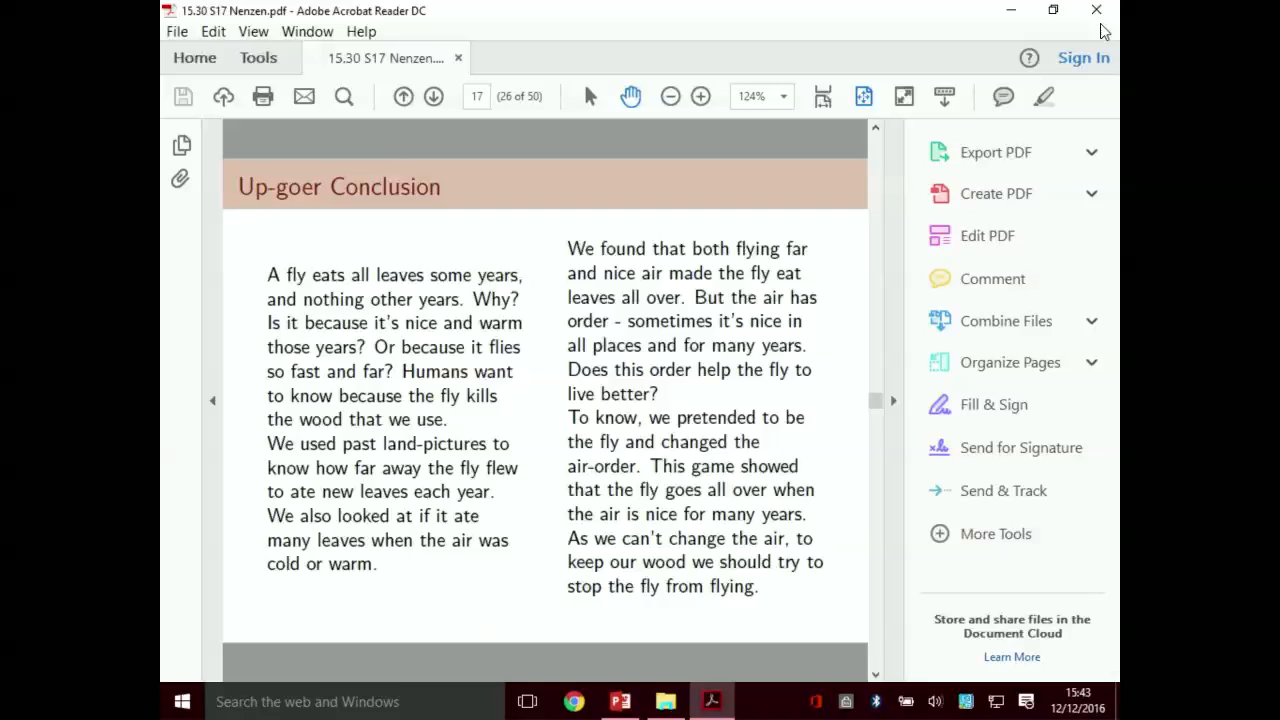 15.30 S17 Nenzen.pdf - Adobe Acrobat Reader DC
File Edit View Window Help
Home Tools 15.30 S17 Nenzen.... × Sign In
17 (26 of 50) 124%
Up-goer Conclusion
A fly eats all leaves some years,
and nothing other years. Why?
Is it because it's nice and warm
those years? Or because it flies
so fast and far? Humans want
to know because the fly kills
the wood that we use.
We used past land-pictures to
know how far away the fly flew
to ate new leaves each year.
We also looked at if it ate
many leaves when the air was
cold or warm.
We found that both flying far
and nice air made the fly eat
leaves all over. But the air has
order - sometimes it's nice in
all places and for many years.
Does this order help the fly to
live better?
To know, we pretended to be
the fly and changed the
air-order. This game showed
that the fly goes all over when
the air is nice for many years.
As we can't change the air, to
keep our wood we should try to
stop the fly from flying.
Export PDF
Create PDF
Edit PDF
Comment
Combine Files
Organize Pages
Fill & Sign
Send for Signature
Send & Track
More Tools
Store and share files in the
Document Cloud
Learn More
Search the web and Windows
15:43
12/12/2016